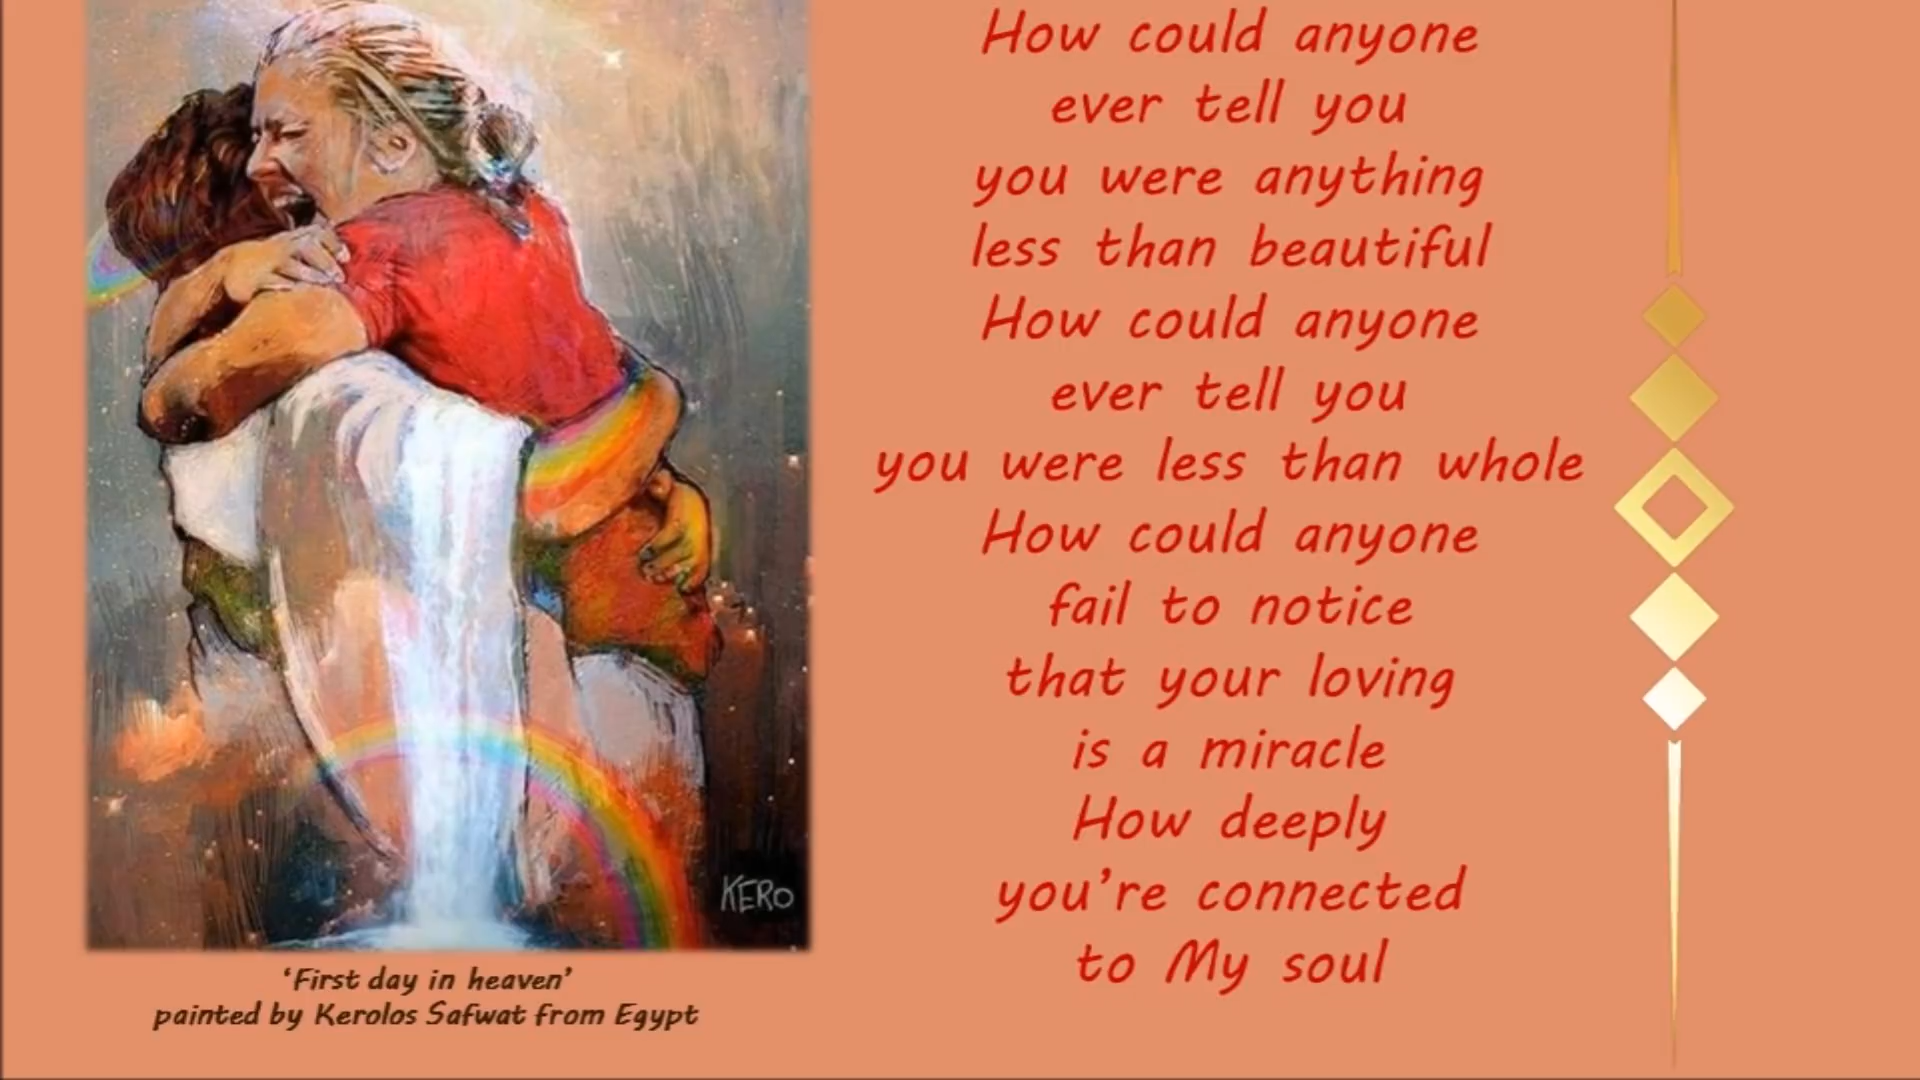 How could anyone
ever tell you
you were anything
less than beautiful
How could anyone
ever tell you
you were less than whole
How could anyone
fail to notice
that your loving
is a miracle
How deeply
you’re connected
to My soul
KERO
‘First day in heaven’
painted by Kerolos Safwat from Egypt